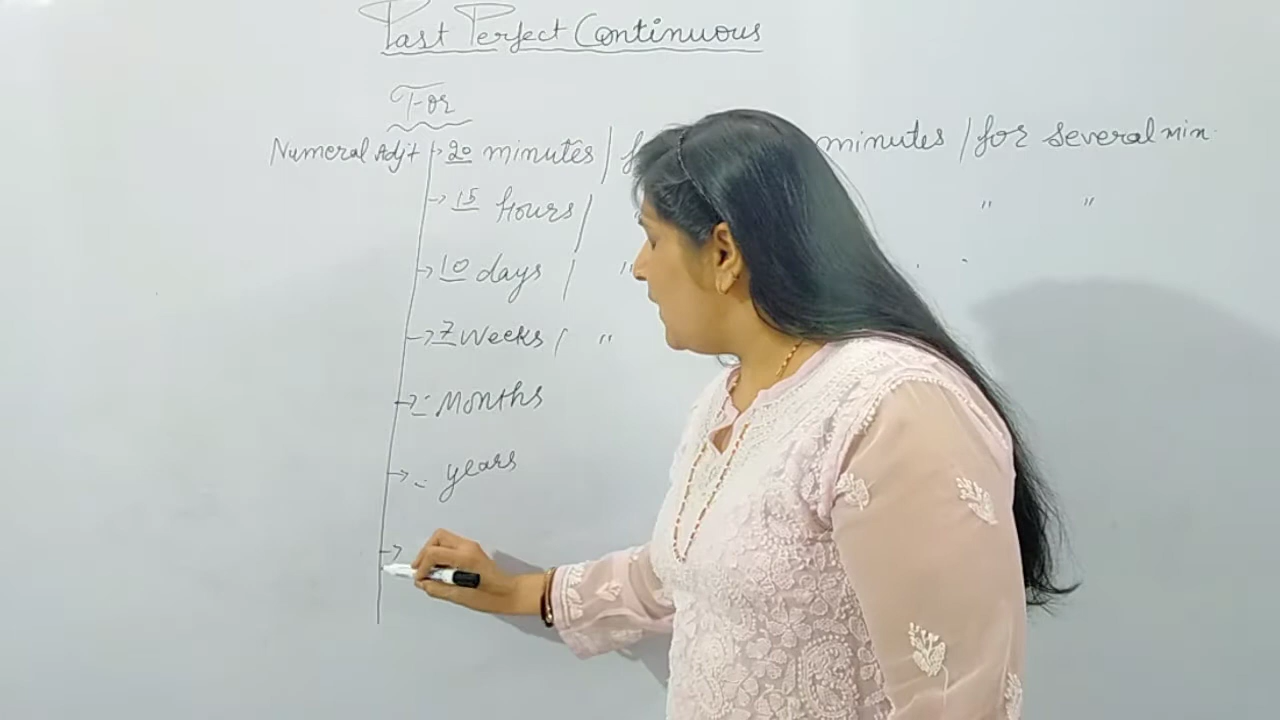 Past Perfect Continuous
For
Numeral Adjt → 20 minutes / minutes / for several min.
→ 15 hours / " "
→ 10 days / "
→ 7 Weeks / "
→ - Months
→ - years
→